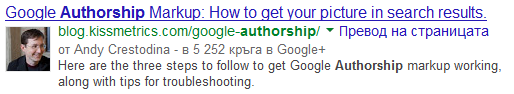 Google Authorship Markup: How to get your picture in search results.
blog.kissmetrics.com/google-authorship/ Превод на страницата
от Andy Crestodina - в 5 252 кръга в Google+
Here are the three steps to follow to get Google Authorship markup working,
along with tips for troubleshooting.